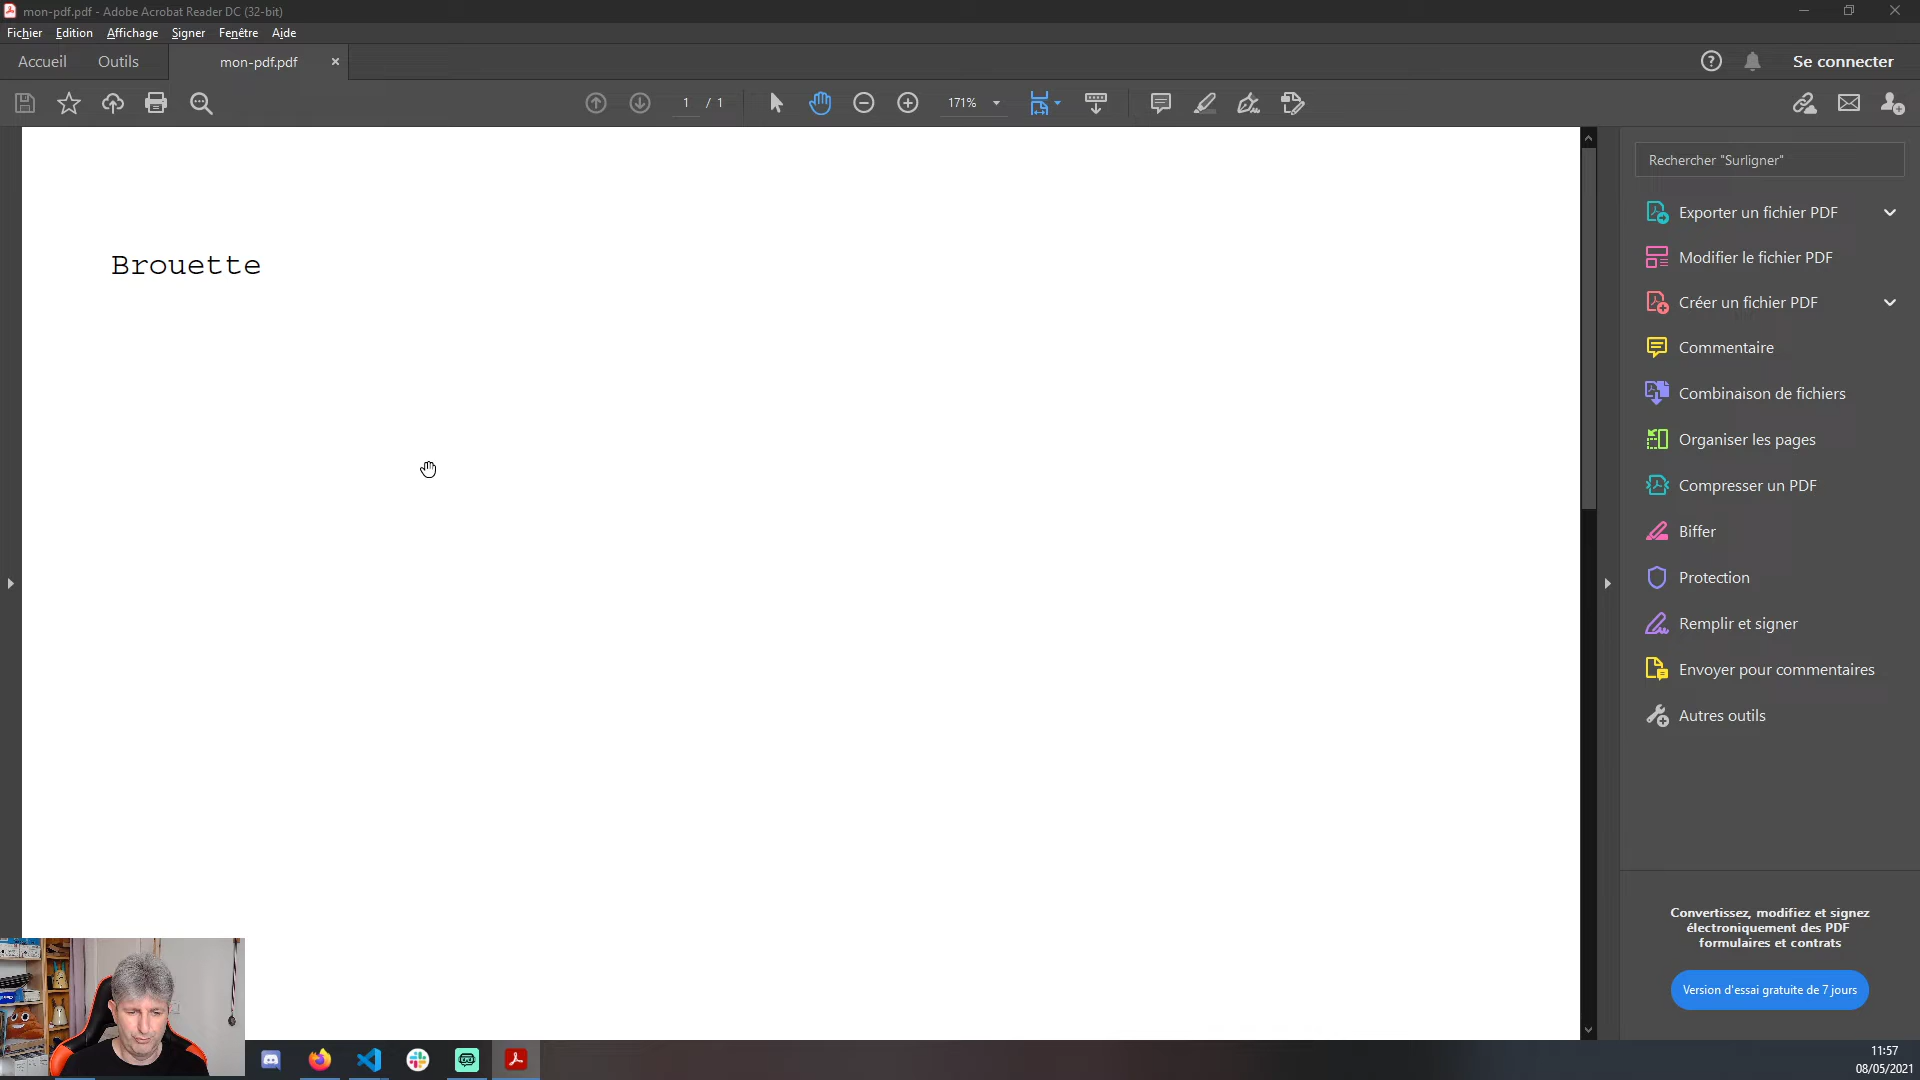 mon-pdf.pdf - Adobe Acrobat Reader DC (32-bit)
Fichier Edition Affichage Signer Fenêtre Aide
Accueil Outils mon-pdf.pdf × Se connecter
1 / 1 171%
Rechercher "Surligner"
Exporter un fichier PDF
Modifier le fichier PDF
Créer un fichier PDF
Commentaire
Combinaison de fichiers
Organiser les pages
Compresser un PDF
Biffer
Protection
Remplir et signer
Envoyer pour commentaires
Autres outils
Convertissez, modifiez et signez
électroniquement des PDF
formulaires et contrats
Version d'essai gratuite de 7 jours
Brouette
11:57
08/05/2021